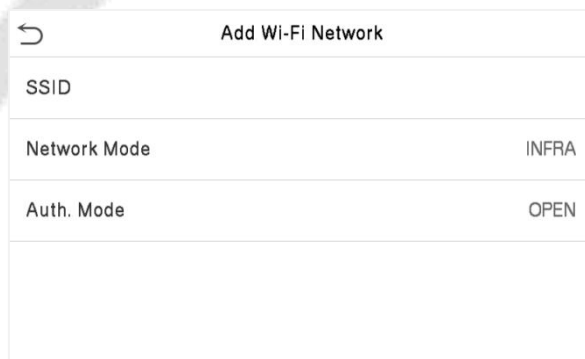 Add Wi-Fi Network
SSID
Network Mode INFRA
Auth. Mode OPEN